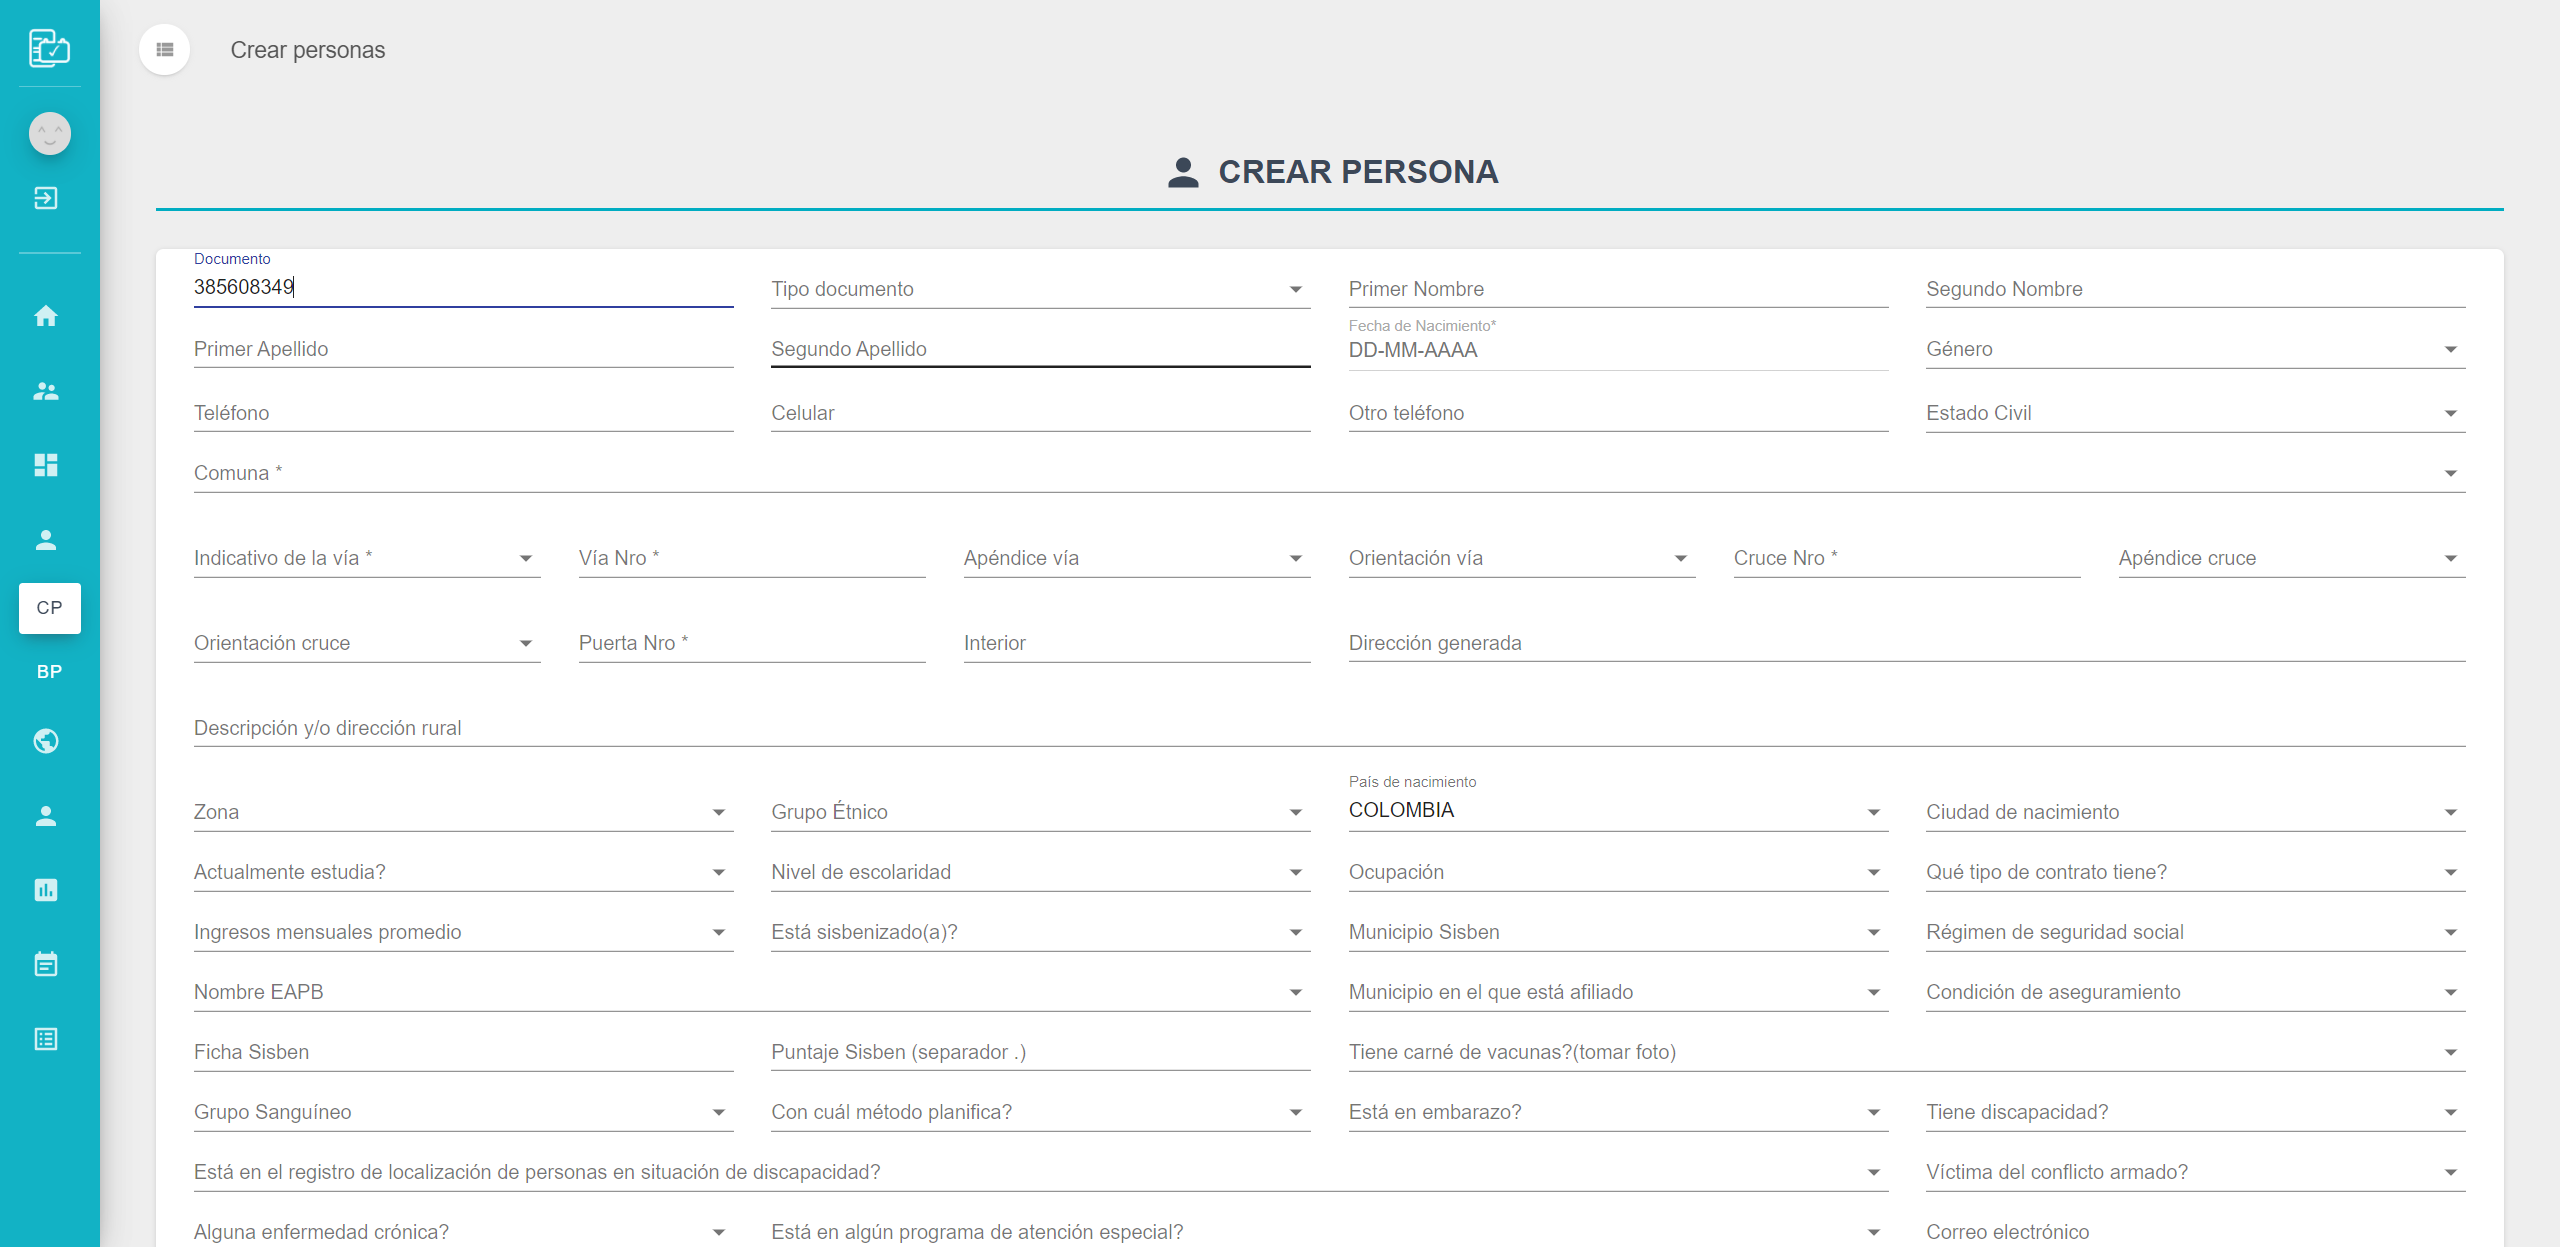 Crear personas
CREAR PERSONA
Documento
385608349
Tipo documento
Primer Nombre
Segundo Nombre
Primer Apellido
Segundo Apellido
Fecha de Nacimiento*
DD-MM-AAAA
Género
Teléfono
Celular
Otro teléfono
Estado Civil
Comuna *
Indicativo de la vía *
Vía Nro *
Apéndice vía
Orientación vía
Cruce Nro *
Apéndice cruce
CP
Orientación cruce
Puerta Nro *
Interior
Dirección generada
BP
Descripción y/o dirección rural
Zona
Grupo Étnico
País de nacimiento
COLOMBIA
Ciudad de nacimiento
Actualmente estudia?
Nivel de escolaridad
Ocupación
Qué tipo de contrato tiene?
Ingresos mensuales promedio
Está sisbenizado(a)?
Municipio Sisben
Régimen de seguridad social
Nombre EAPB
Municipio en el que está afiliado
Condición de aseguramiento
Ficha Sisben
Puntaje Sisben (separador .)
Tiene carné de vacunas?(tomar foto)
Grupo Sanguíneo
Con cuál método planifica?
Está en embarazo?
Tiene discapacidad?
Está en el registro de localización de personas en situación de discapacidad?
Víctima del conflicto armado?
Alguna enfermedad crónica?
Está en algún programa de atención especial?
Correo electrónico